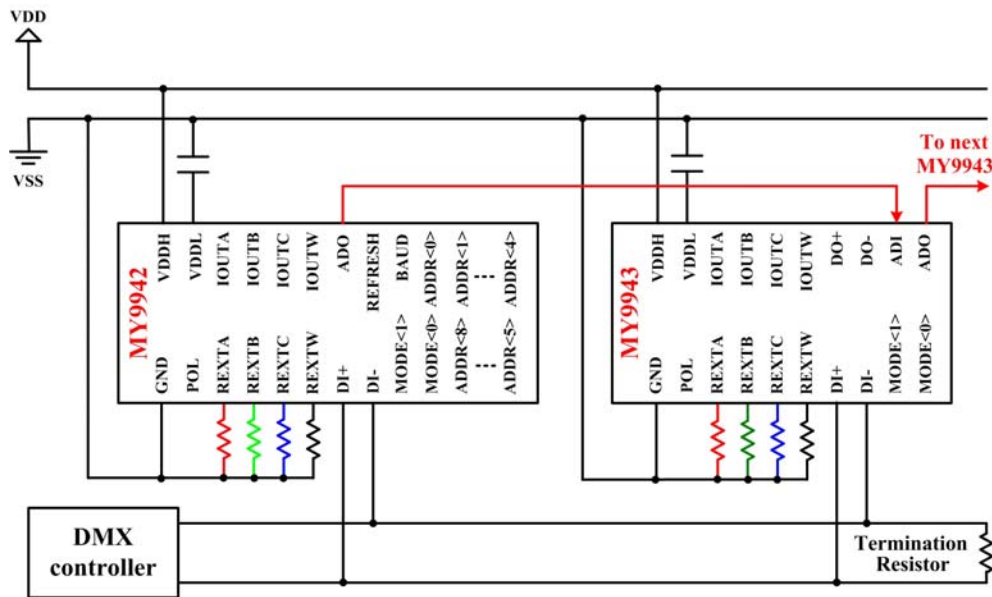 VDD
VSS
To next
MY9943
MY9942
VDDH
VDDL
IOUTA
IOUTB
IOUTC
IOUTW
ADO
REFRESH
BAUD
ADDR<0>
ADDR<1>
----
ADDR<4>
GND
POL
REXTA
REXTB
REXTC
REXTW
DI+
DI-
MODE<1>
MODE<0>
ADDR<8>
----
ADDR<5>
MY9943
VDDH
VDDL
IOUTA
IOUTB
IOUTC
IOUTW
DO+
DO-
ADI
ADO
GND
POL
REXTA
REXTB
REXTC
REXTW
DI+
DI-
MODE<1>
MODE<0>
DMX
controller
Termination
Resistor